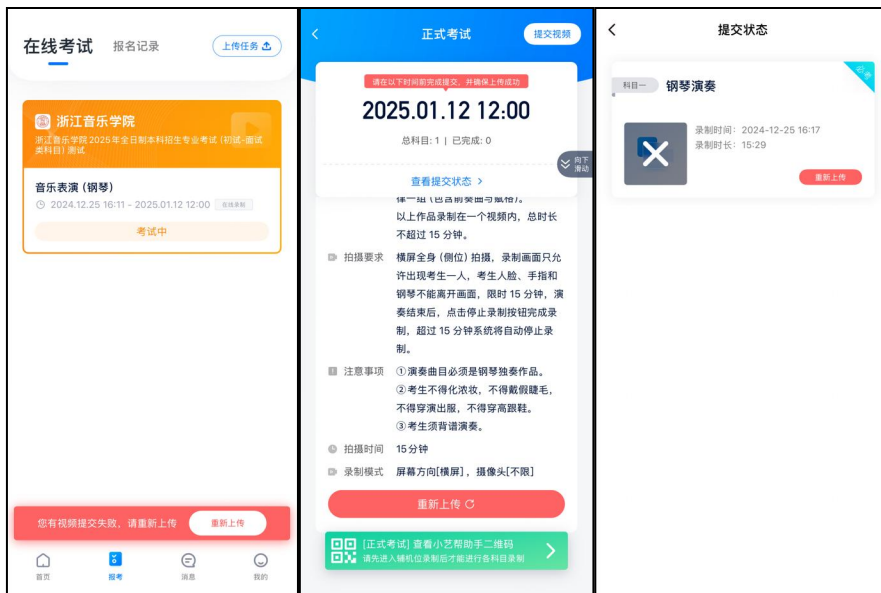 在线考试
报名记录
上传任务
浙江音乐学院
浙江音乐学院2025年全日制本科招生专业考试 (初试-面试
类科目) 测试
音乐表演 (钢琴)
2024.12.25 16:11 - 2025.01.12 12:00
在线录制
考试中
您有视频提交失败，请重新上传
重新上传
首页
报考
消息
我的
正式考试
提交视频
请在以下时间前完成提交，并确保上传成功
2025.01.12 12:00
总科目: 1 | 已完成: 0
向下
滑动
查看提交状态
律一组 (包含前奏曲与赋格)。
以上作品录制在一个视频内，总时长
不超过 15 分钟。
拍摄要求
横屏全身 (侧位) 拍摄，录制画面只允
许出现考生一人，考生人脸、手指和
钢琴不能离开画面，限时 15 分钟，演
奏结束后，点击停止录制按钮完成录
制，超过 15 分钟系统将自动停止录
制。
注意事项
①演奏曲目必须是钢琴独奏作品。
②考生不得化浓妆，不得戴假睫毛，
不得穿演出服，不得穿高跟鞋。
③考生须背谱演奏。
拍摄时间
15分钟
录制模式
屏幕方向[横屏]，摄像头[不限]
重新上传
[正式考试] 查看小艺帮助手二维码
请先进入辅机位录制后才能进行各科目录制
提交状态
科目一
钢琴演奏
必考
录制时间: 2024-12-25 16:17
录制时长: 15:29
重新上传